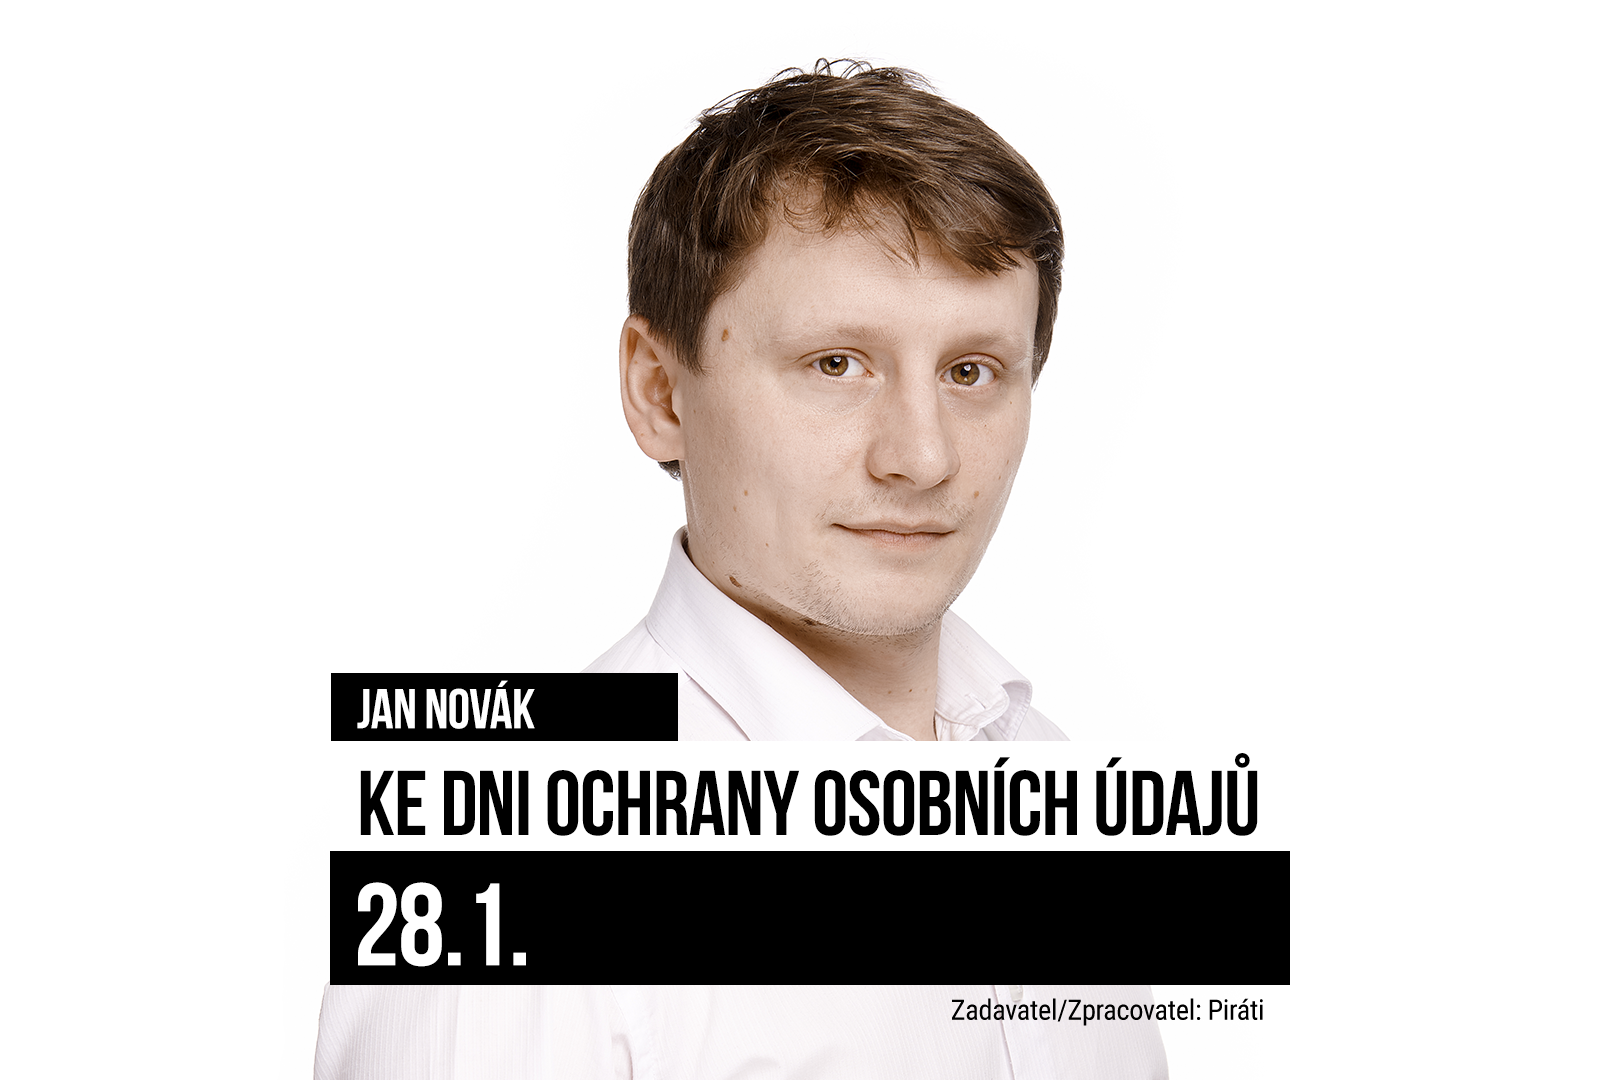 JAN NOVÁK
KE DNI OCHRANY OSOBNÍCH ÚDAJŮ
28.1.
Zadavatel/Zpracovatel: Piráti